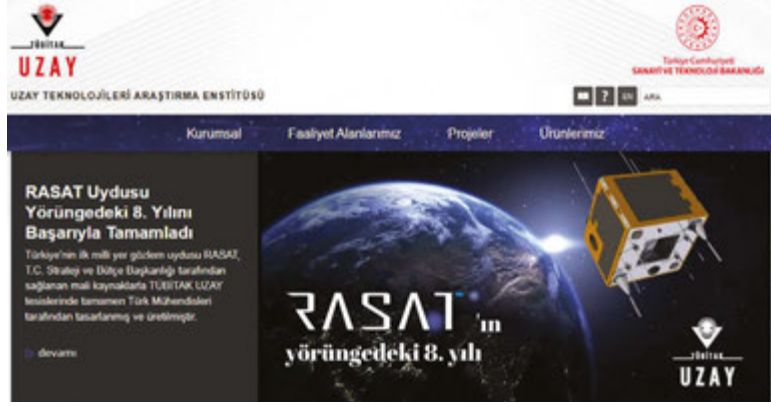 TÜBİTAK
UZAY
UZAY TEKNOLOJİLERİ ARAŞTIRMA ENSTİTÜSÜ
Türkiye Cumhuriyeti
SANAYİ VE TEKNOLOJİ BAKANLIĞI
? EN ARA
Kurumsal Faaliyet Alanlarımız Projeler Ürünlerimiz
RASAT Uydusu
Yörüngedeki 8. Yılını
Başarıyla Tamamladı
Türkiye'nin ilk milli yer gözlem uydusu RASAT,
T.C. Strateji ve Bütçe Başkanlığı tarafından
sağlanan mali kaynaklarla TÜBİTAK UZAY
tesislerinde tamamen Türk Mühendisleri
tarafından tasarlanmış ve üretilmiştir.
devamı
RASAT'ın
yörüngedeki 8. yılı
TÜBİTAK
UZAY